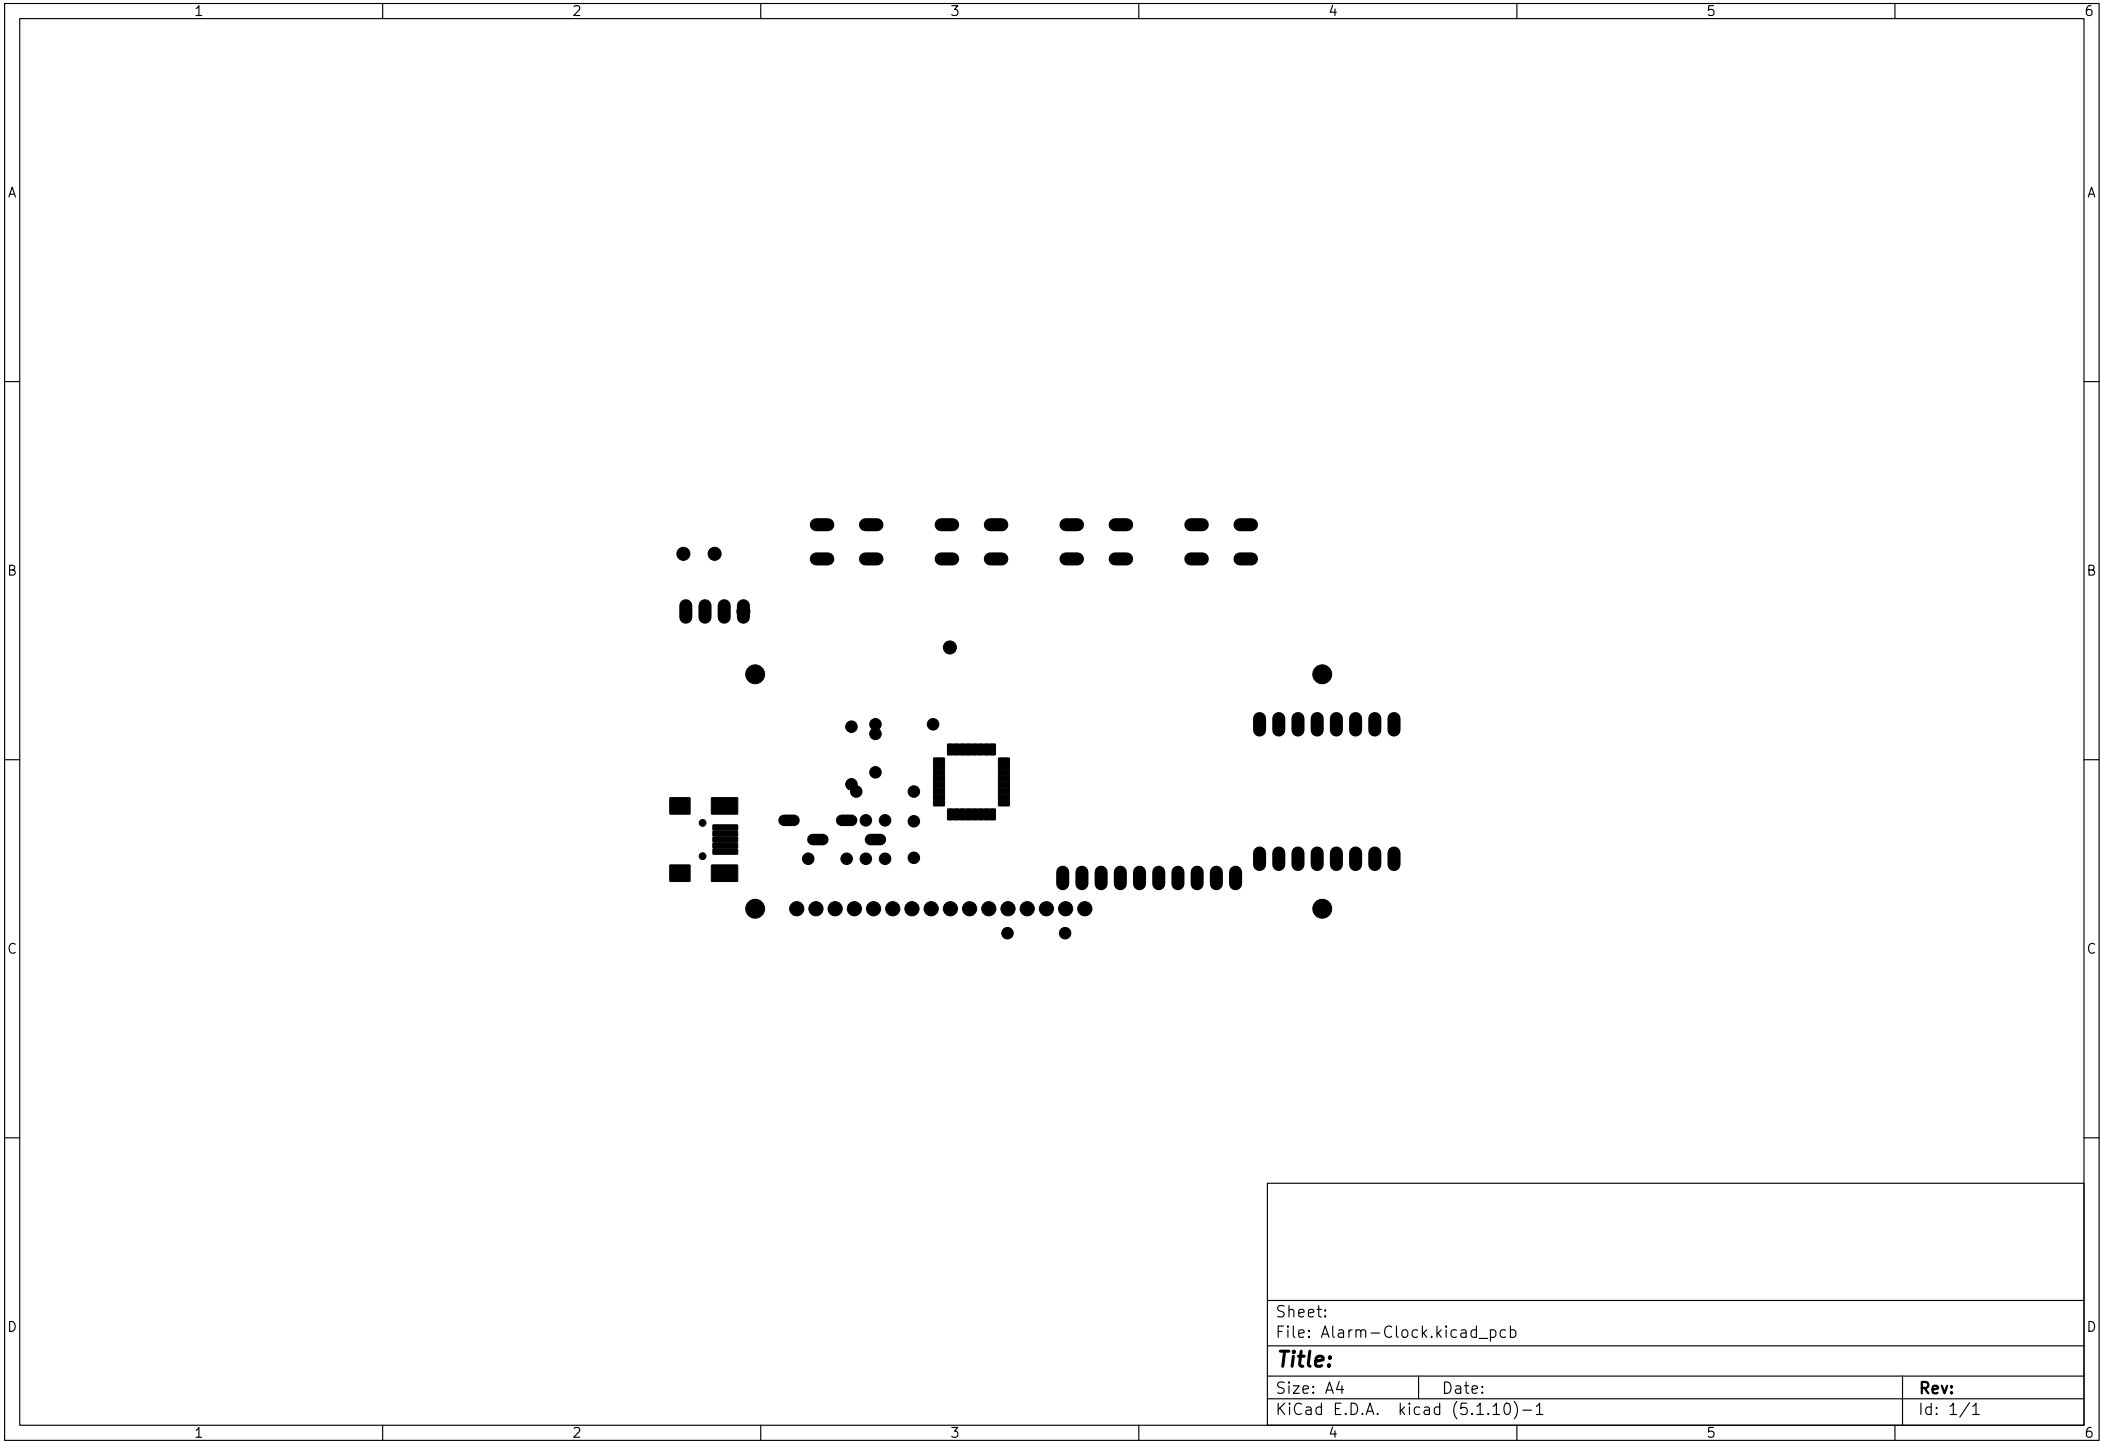 1 2 3 4 5 6
A A
B B
C C
Sheet:
File: Alarm-Clock.kicad_pcb
D D
Title:
Size: A4 Date: Rev:
KiCad E.D.A. kicad (5.1.10)-1 Id: 1/1
1 2 3 4 5 6